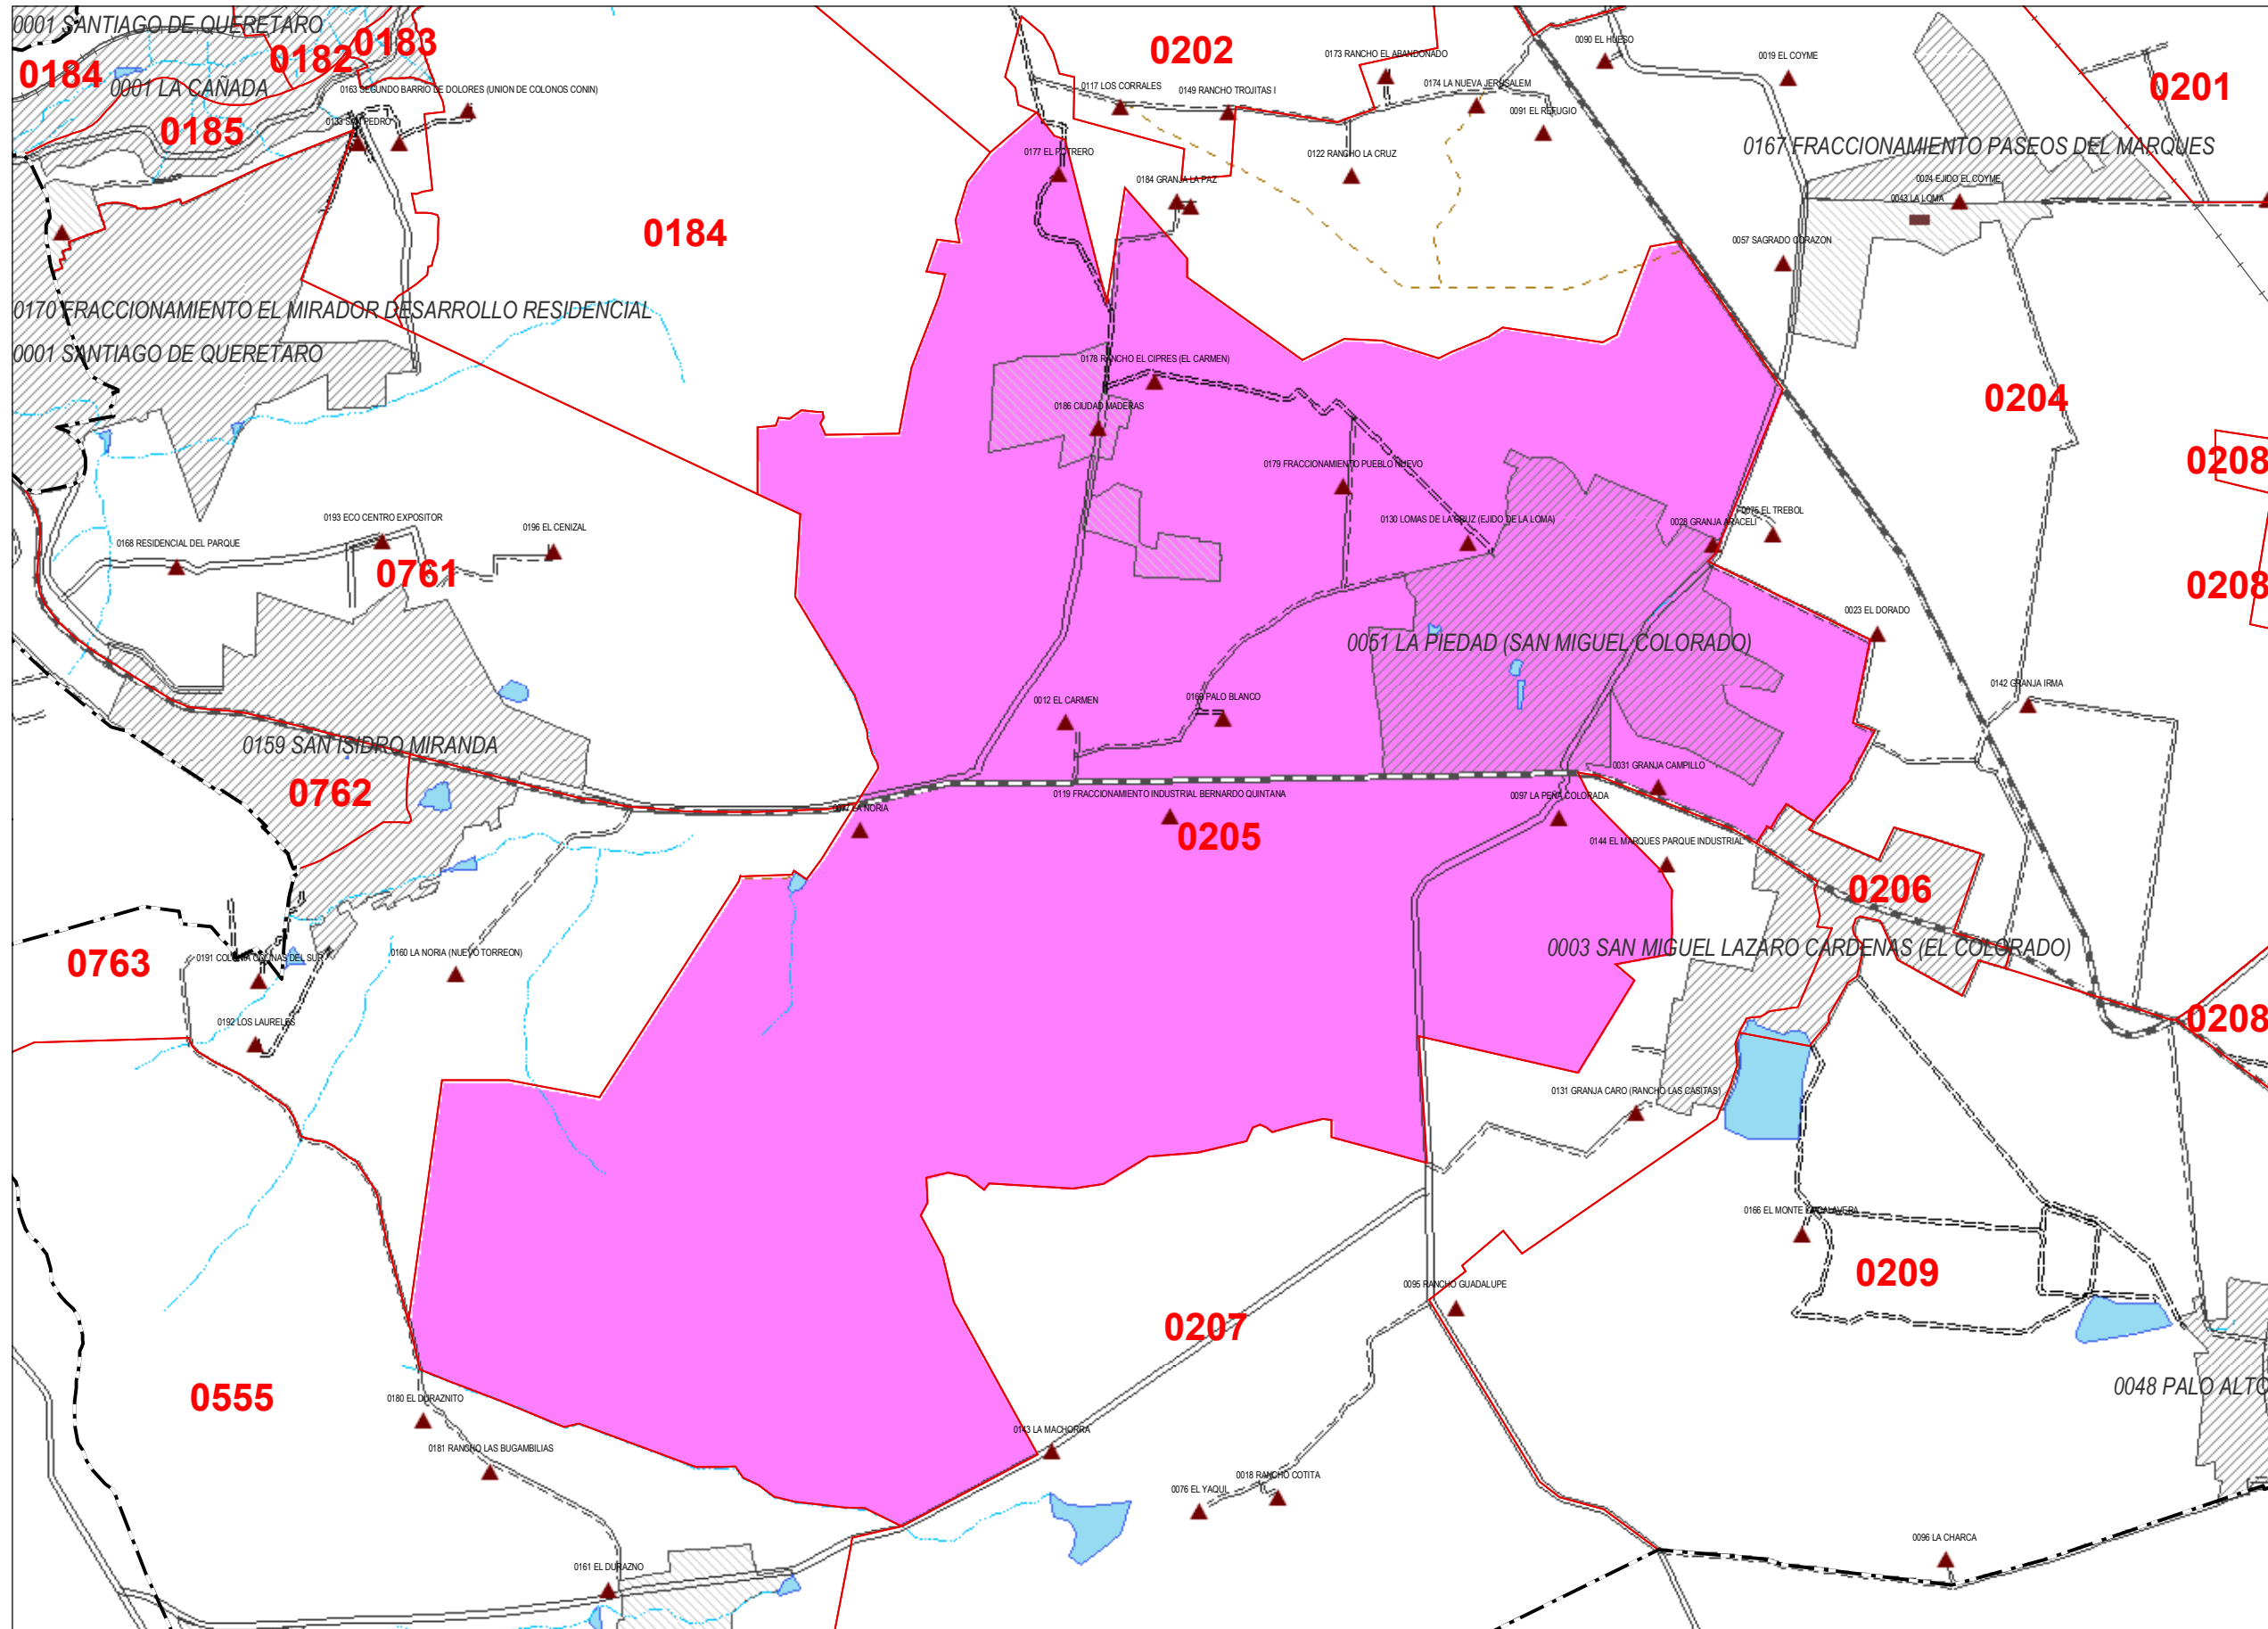 0001 SANTIAGO DE QUERETARO
0182
0183
0202
0173 RANCHO EL ABANDONADO
0090 EL HUESO
0019 EL COYME
0201
0184
0001 LA CAÑADA
0163 SEGUNDO BARRIO DE DOLORES (UNION DE COLONOS CONIN)
0117 LOS CORRALES
0149 RANCHO TROJITAS I
0174 LA NUEVA JERUSALEM
0091 EL REFUGIO
0185
0133 SAN PEDRO
0177 EL POTRERO
0122 RANCHO LA CRUZ
0167 FRACCIONAMIENTO PASEOS DEL MARQUES
0184 GRANJA LA PAZ
0024 EJIDO EL COYME
0043 LA LOMA
0184
0057 SAGRADO CORAZON
0170 FRACCIONAMIENTO EL MIRADOR DESARROLLO RESIDENCIAL
0001 SANTIAGO DE QUERETARO
0178 RANCHO EL CIPRES (EL CARMEN)
0186 CIUDAD MADERAS
0204
0179 FRACCIONAMIENTO PUEBLO NUEVO
0208
0193 ECO CENTRO EXPOSITOR
0196 EL CENIZAL
0130 LOMAS DE LA CRUZ (EJIDO DE LA LOMA)
0028 GRANJA ARACELI
0075 EL TREBOL
0168 RESIDENCIAL DEL PARQUE
0761
0208
0023 EL DORADO
0051 LA PIEDAD (SAN MIGUEL COLORADO)
0142 GRANJA IRMA
0012 EL CARMEN
0169 PALO BLANCO
0159 SAN ISIDRO MIRANDA
0031 GRANJA CAMPILLO
0762
0119 FRACCIONAMIENTO INDUSTRIAL BERNARDO QUINTANA
0097 LA PEÑA COLORADA
0077 LA NORIA
0205
0144 EL MARQUES PARQUE INDUSTRIAL
0206
0003 SAN MIGUEL LAZARO CARDENAS (EL COLORADO)
0763
0191 COLONIA COLINAS DEL SUR
0160 LA NORIA (NUEVO TORREON)
0192 LOS LAURELES
0208
0131 GRANJA CARO (RANCHO LAS CASITAS)
0166 EL MONTE LA CALAVERA
0209
0095 RANCHO GUADALUPE
0207
0555
0180 EL DURAZNITO
0048 PALO ALTO
0143 LA MACHORRA
0181 RANCHO LAS BUGAMBILIAS
0018 RANCHO COTITA
0076 EL YAQUI
0096 LA CHARCA
0161 EL DURAZNO